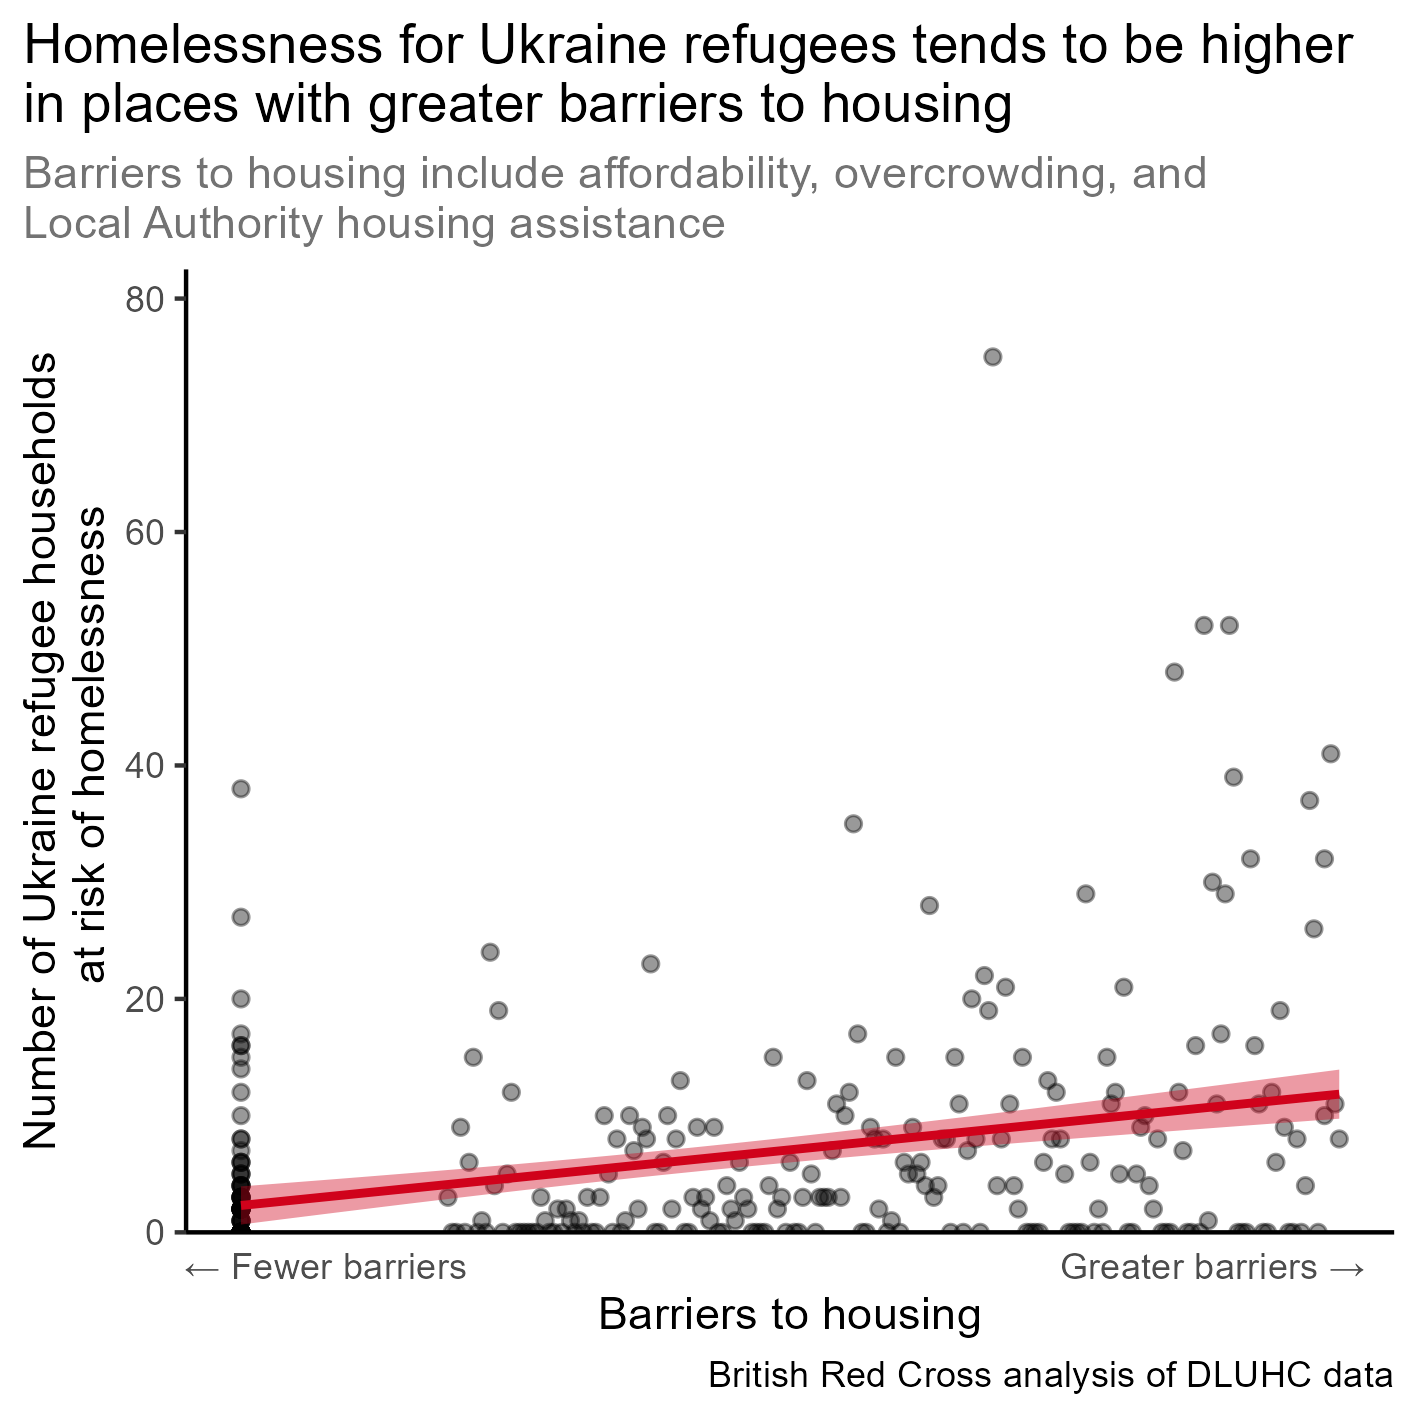 Homelessness for Ukraine refugees tends to be higher
in places with greater barriers to housing
Barriers to housing include affordability, overcrowding, and
Local Authority housing assistance
Number of Ukraine refugee households
at risk of homelessness
80
60
40
20
0
← Fewer barriers
Greater barriers →
Barriers to housing
British Red Cross analysis of DLUHC data